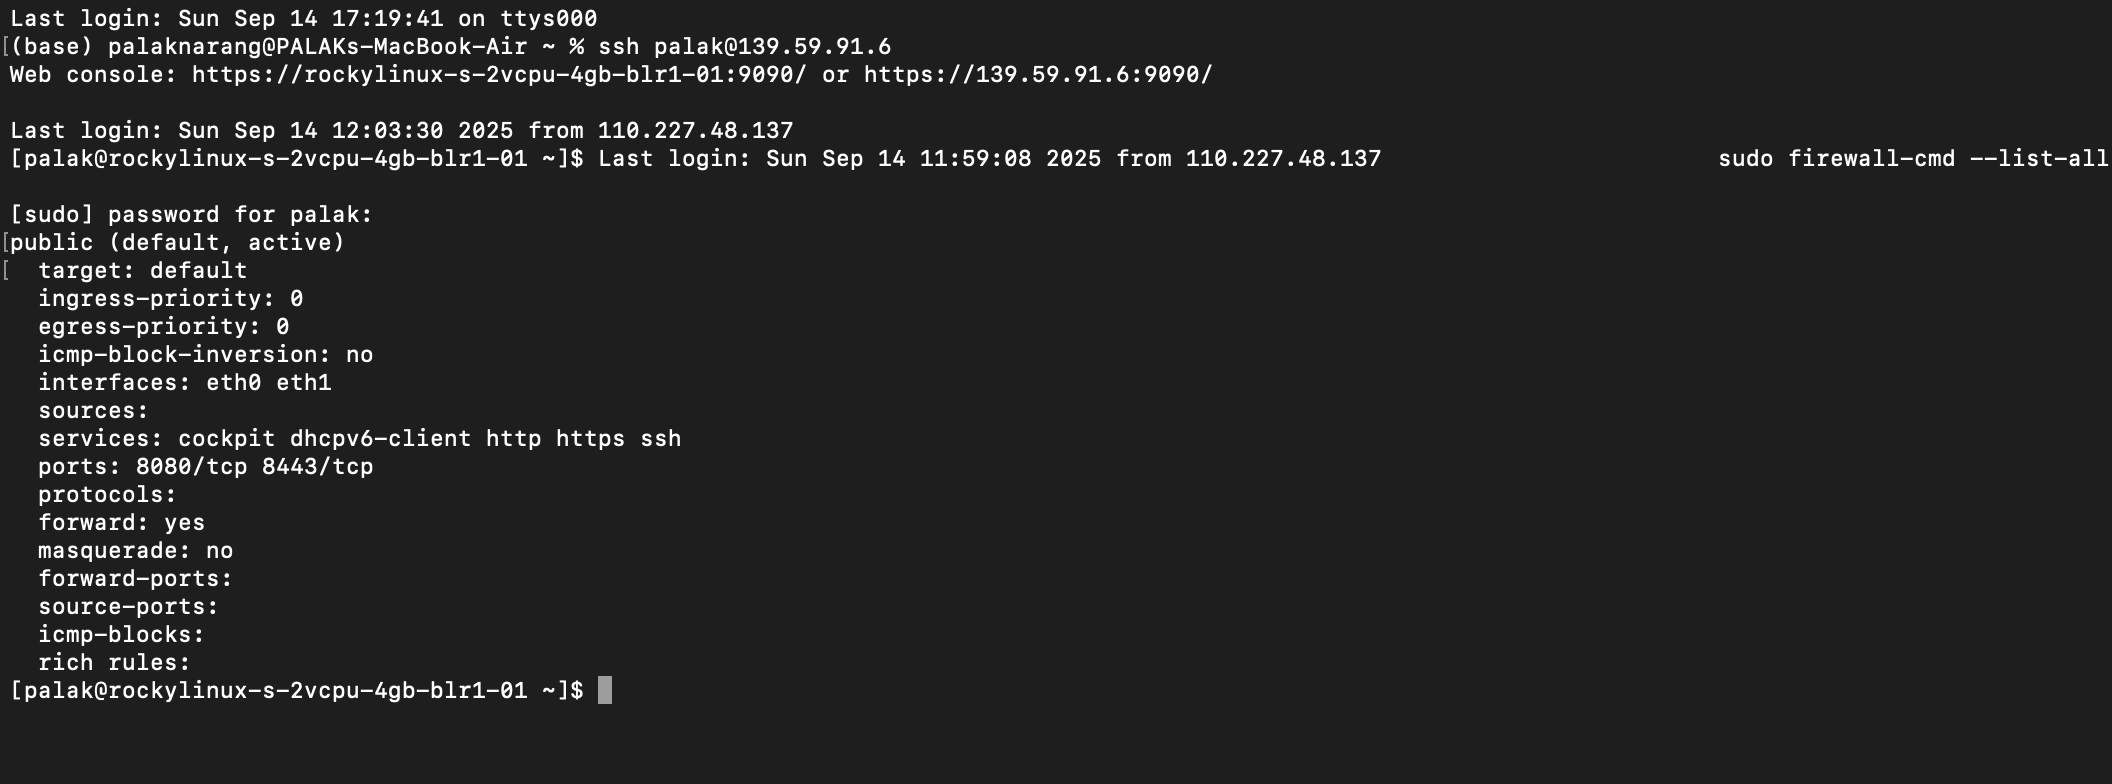 Last login: Sun Sep 14 17:19:41 on ttys000
[(base) palaknarang@PALAKs-MacBook-Air ~ % ssh palak@139.59.91.6
Web console: https://rockylinux-s-2vcpu-4gb-blr1-01:9090/ or https://139.59.91.6:9090/
Last login: Sun Sep 14 12:03:30 2025 from 110.227.48.137
[palak@rockylinux-s-2vcpu-4gb-blr1-01 ~]$ Last login: Sun Sep 14 11:59:08 2025 from 110.227.48.137 sudo firewall-cmd --list-all
[sudo] password for palak:
[public (default, active)
[ target: default
ingress-priority: 0
egress-priority: 0
icmp-block-inversion: no
interfaces: eth0 eth1
sources:
services: cockpit dhcpv6-client http https ssh
ports: 8080/tcp 8443/tcp
protocols:
forward: yes
masquerade: no
forward-ports:
source-ports:
icmp-blocks:
rich rules:
[palak@rockylinux-s-2vcpu-4gb-blr1-01 ~]$